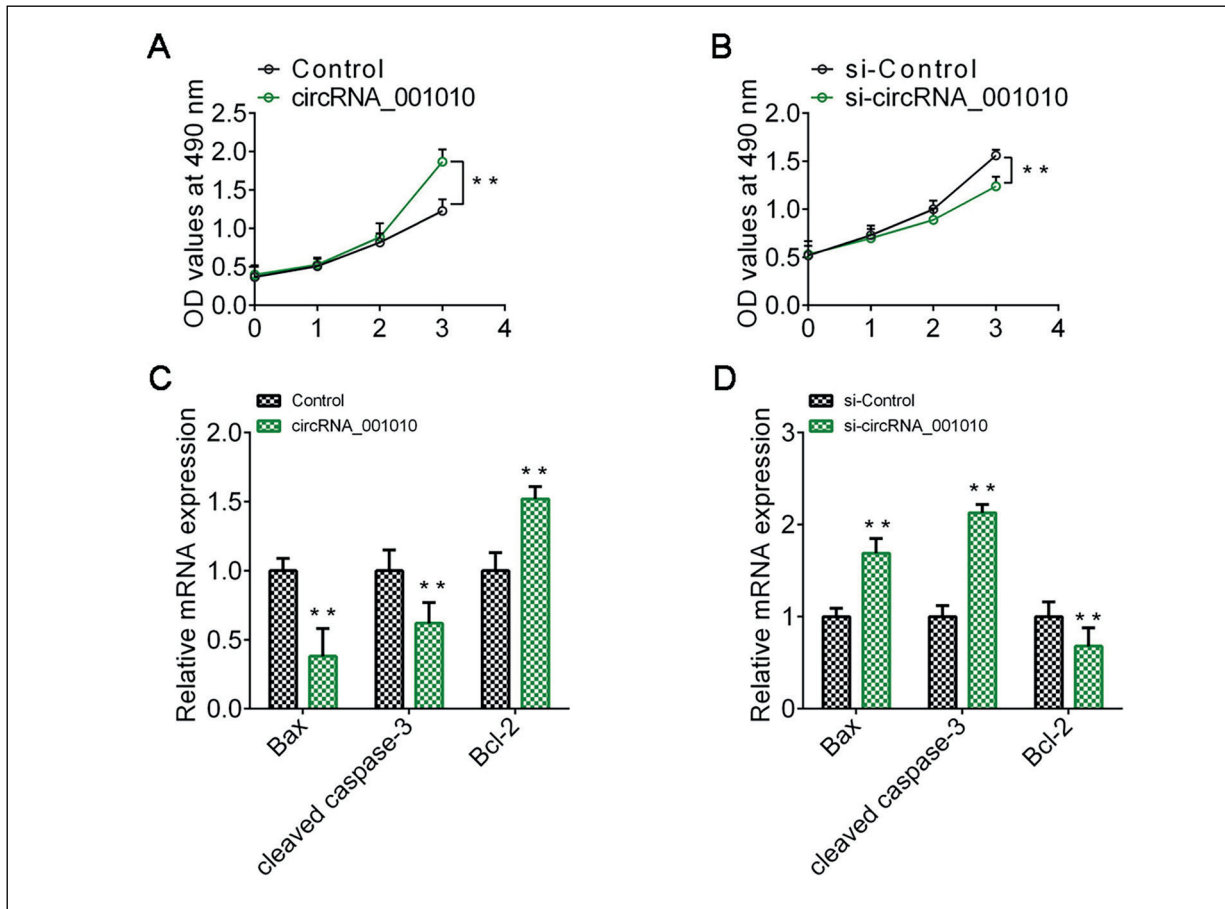 A
Control
circRNA_001010
OD values at 490 nm
2.5
2.0
1.5
1.0
0.5
0.0
0 1 2 3 4
* *
B
si-Control
si-circRNA_001010
OD values at 490 nm
2.0
1.5
1.0
0.5
0.0
0 1 2 3 4
* *
C
Control
circRNA_001010
Relative mRNA expression
2.0
1.5
1.0
0.5
0.0
* *
* *
* *
Bax
cleaved caspase-3
Bcl-2
D
si-Control
si-circRNA_001010
Relative mRNA expression
3
2
1
0
* *
* *
* *
Bax
cleaved caspase-3
Bcl-2